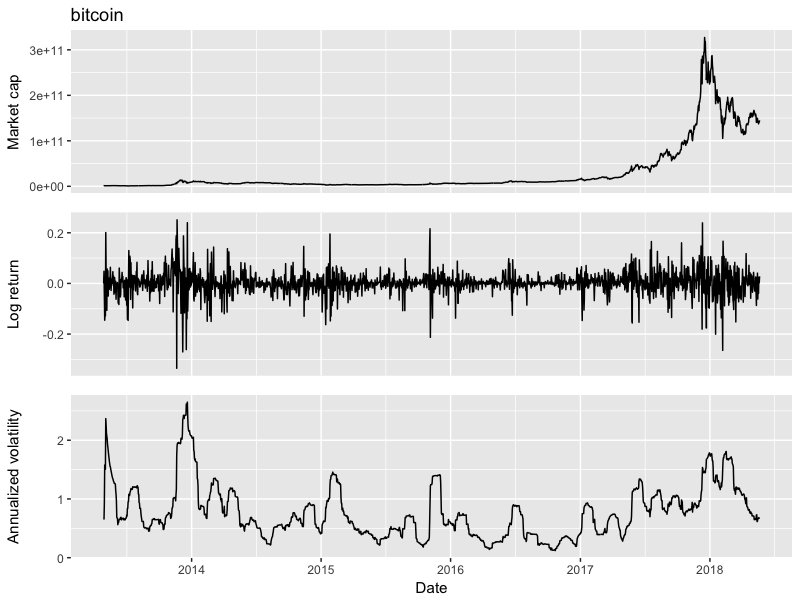 bitcoin
Market cap
3e+11
2e+11
1e+11
0e+00
Log return
0.2
0.0
-0.2
Annualized volatility
2
1
0
2014 2015 2016 2017 2018
Date